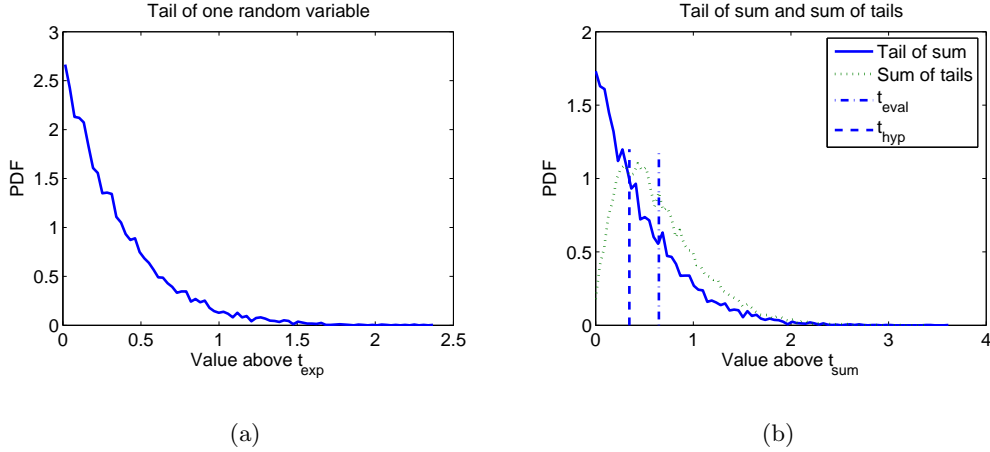 Tail of one random variable
3
2.5
2
1.5
1
0.5
0
PDF
0
0.5
1
1.5
2
2.5
Value above t_exp
(a)
Tail of sum and sum of tails
2
1.5
1
0.5
0
PDF
Tail of sum
Sum of tails
t_eval
t_hyp
0
1
2
3
4
Value above t_sum
(b)